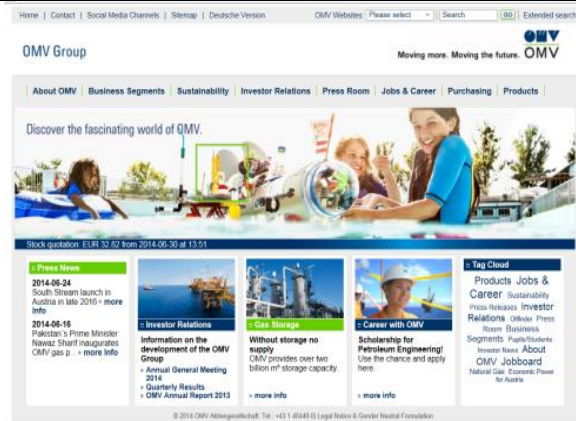 Home | Contact | Social Media Channels | Sitemap | Deutsche Version
OMV Websites: Please select Search GO Extended search
OMV Group
Moving more. Moving the future. OMV
About OMV | Business Segments | Sustainability | Investor Relations | Press Room | Jobs & Career | Purchasing | Products
Discover the fascinating world of OMV.
Stock quotation: EUR 32.82 from 2014-06-30 at 13:51
Press News
2014-06-24
South Stream launch in
Austria in late 2016 » more
Info
2014-06-16
Pakistan´s Prime Minister
Nawaz Sharif inaugurates
OMV gas p... » more Info
Investor Relations
Information on the
development of the OMV
Group
» Annual General Meeting
2014
» Quarterly Results
» OMV Annual Report 2013
Gas Storage
Without storage no
supply
OMV provides over two
billion m³ storage capacity.
» more info
Career with OMV
Scholarship for
Petroleum Engineering!
Use the chance and apply
here.
» more info
Tag Cloud
Products Jobs &
Career Sustainability
Press Releases Investor
Relations Oilfinder Press
Room Business
Segments Pupils/Students
Investor News About
OMV Jobboard
Natural Gas Economic Power
for Austria
© 2014 OMV Aktiengesellschaft. Tel.: +43 1 40440-0| Legal Notice & Gender Neutral Formulation